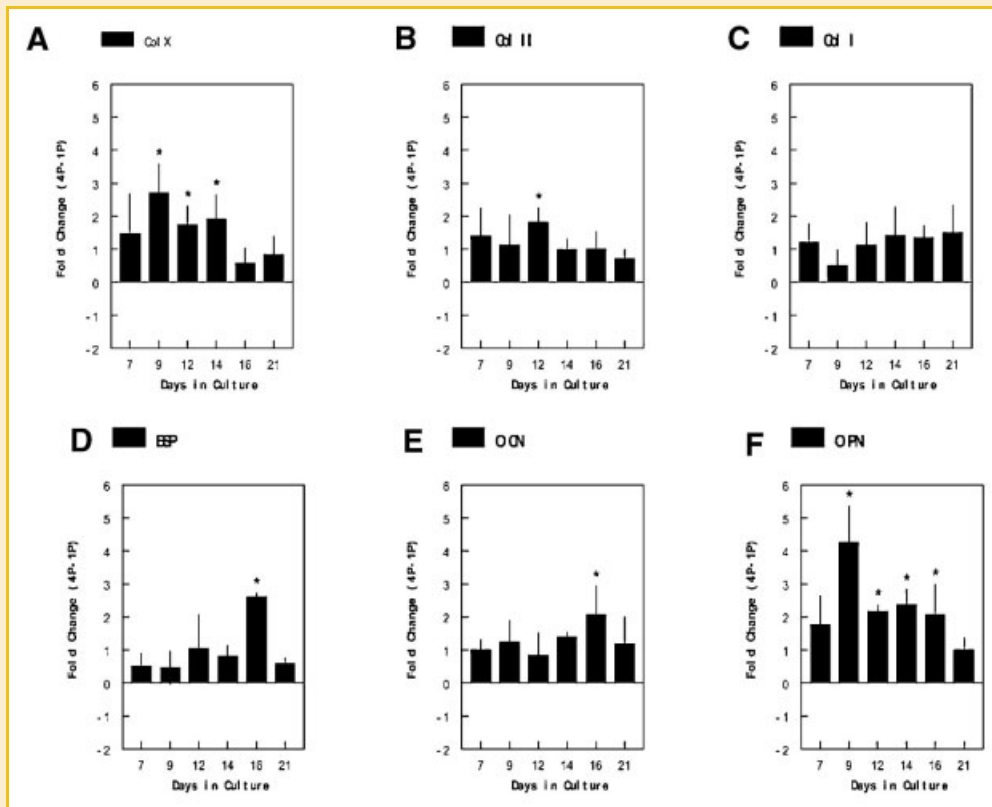 A Col X
B Col II
C Col I
6 5 4 3 2 1 0 -1 -2
Fold Change (4P-1P)
* * *
7 9 12 14 16 21
Days in Culture
6 5 4 3 2 1 0 -1 -2
Fold Change (4P-1P)
*
7 9 12 14 16 21
Days in Culture
6 5 4 3 2 1 0 -1 -2
Fold Change (4P-1P)
7 9 12 14 16 21
Days in Culture
D BSP
E OCN
F OPN
6 5 4 3 2 1 0 -1 -2
Fold Change (4P-1P)
*
7 9 12 14 16 21
Days in Culture
6 5 4 3 2 1 0 -1 -2
Fold Change (4P-1P)
*
7 9 12 14 16 21
Days in Culture
6 5 4 3 2 1 0 -1 -2
Fold Change (4P-1P)
* * * *
7 9 12 14 16 21
Days in Culture